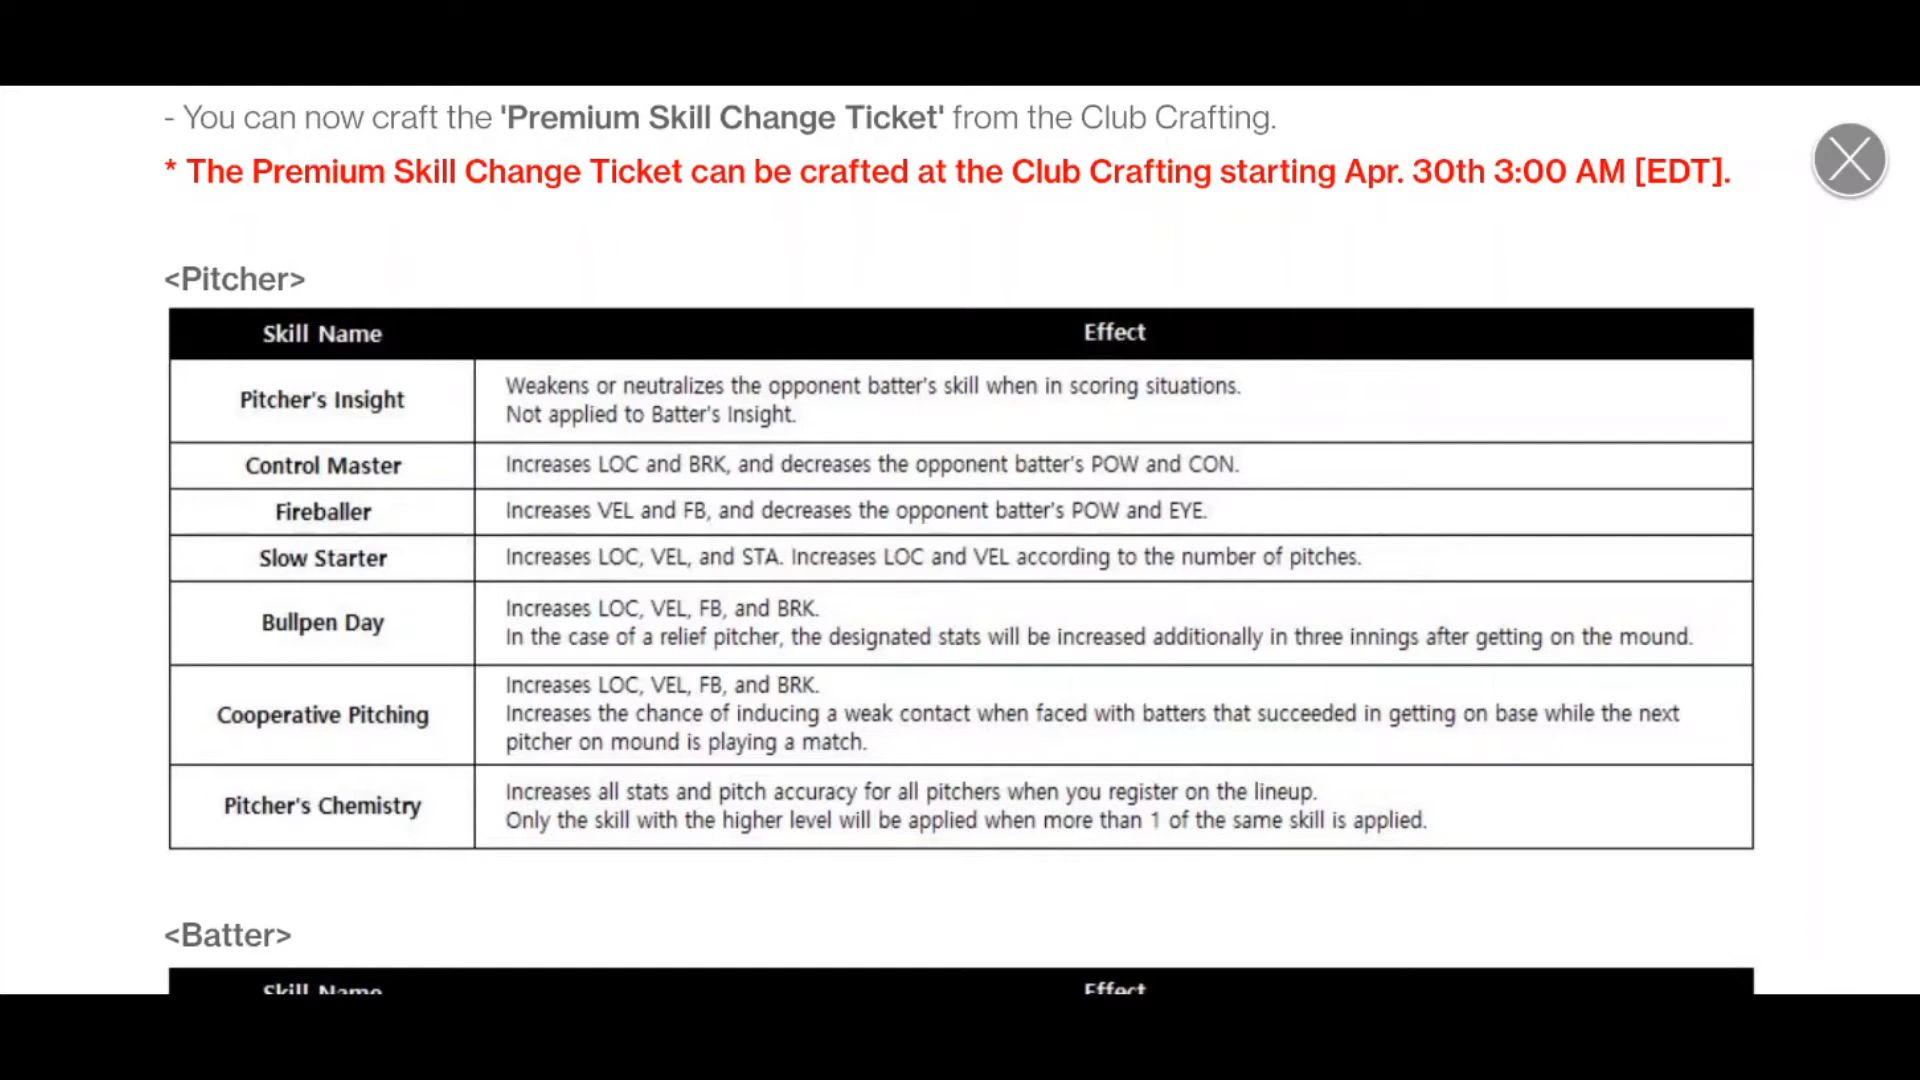 - You can now craft the 'Premium Skill Change Ticket' from the Club Crafting.
* The Premium Skill Change Ticket can be crafted at the Club Crafting starting Apr. 30th 3:00 AM [EDT].
<Pitcher>
Skill Name Effect
Pitcher's Insight
Weakens or neutralizes the opponent batter's skill when in scoring situations.
Not applied to Batter's Insight.
Control Master Increases LOC and BRK, and decreases the opponent batter's POW and CON.
Fireballer Increases VEL and FB, and decreases the opponent batter's POW and EYE.
Slow Starter Increases LOC, VEL, and STA. Increases LOC and VEL according to the number of pitches.
Bullpen Day
Increases LOC, VEL, FB, and BRK.
In the case of a relief pitcher, the designated stats will be increased additionally in three innings after getting on the mound.
Cooperative Pitching
Increases LOC, VEL, FB, and BRK.
Increases the chance of inducing a weak contact when faced with batters that succeeded in getting on base while the next
pitcher on mound is playing a match.
Pitcher's Chemistry
Increases all stats and pitch accuracy for all pitchers when you register on the lineup.
Only the skill with the higher level will be applied when more than 1 of the same skill is applied.
<Batter>
Skill Name Effect